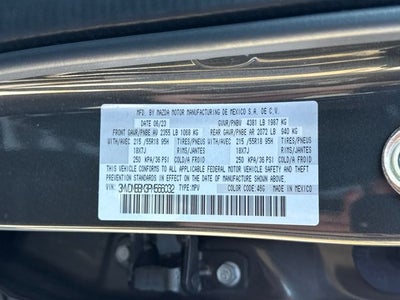 MFD. BY MAZDA MOTOR MANUFACTURING DE MEXICO S.A. DE C.V.
DATE 06/23 GVWR/PNBV 4381 LB 1987 KG
FRONT GAWR/PNBE AV 2355 LB 1068 KG REAR GAWR/PNBE AR 2072 LB 940 KG
WITH/AVEC 215/55R18 95H TIRES/PNEUS WITH/AVEC 215/55R18 95H TIRES/PNEUS
18X7J RIMS/JANTES 18X7J RIMS/JANTES
250 KPA/36 PSI COLD/A FROID 250 KPA/36 PSI COLD/A FROID
THIS VEHICLE CONFORMS TO ALL APPLICABLE FEDERAL MOTOR VEHICLE SAFETY,
BUMPER, AND THEFT PREVENTION STANDARDS IN EFFECT ON THE DATE OF
MANUFACTURE SHOWN ABOVE.
VIN: TYPE:MPV COLOR: 46G MADE IN MEXICO